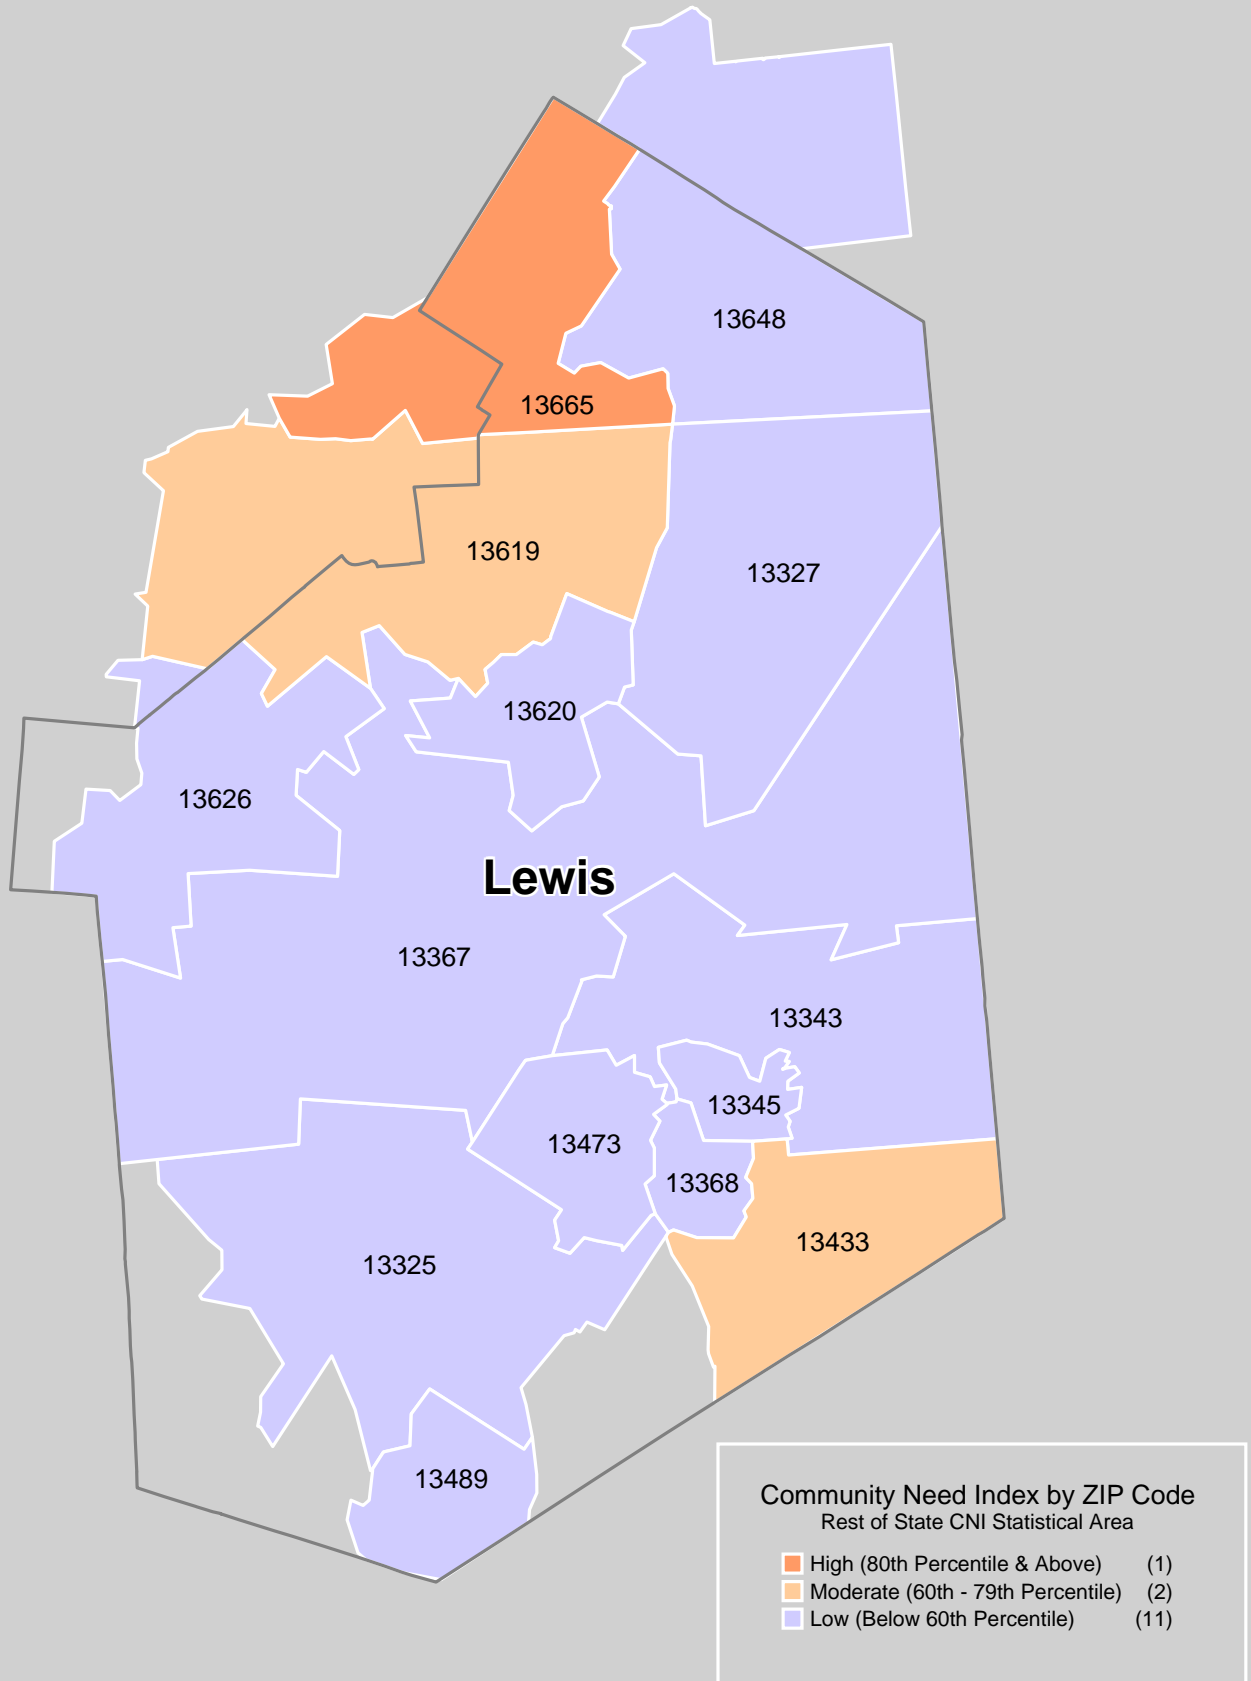 13648
13665
13619
13327
13620
13626
Lewis
13367
13343
13345
13473
13368
13433
13325
13489
Community Need Index by ZIP Code
Rest of State CNI Statistical Area
High (80th Percentile & Above) (1)
Moderate (60th - 79th Percentile) (2)
Low (Below 60th Percentile) (11)